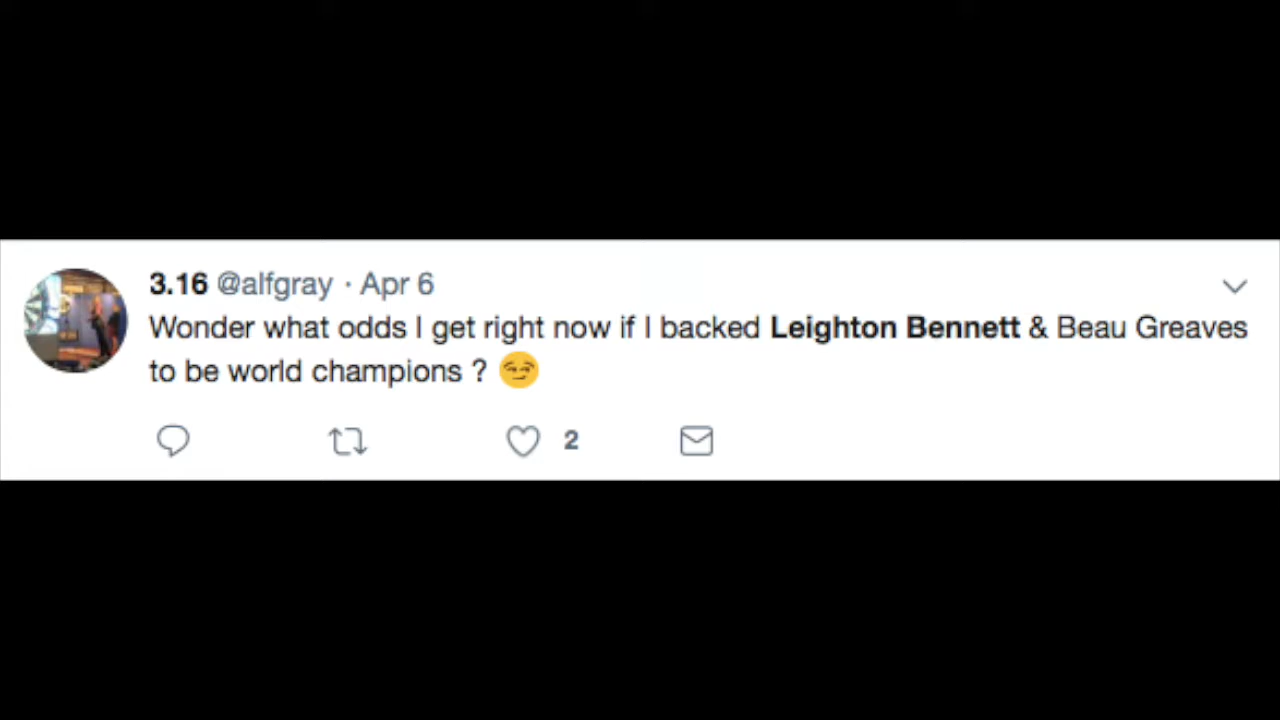 3.16 @alfgray · Apr 6
Wonder what odds I get right now if I backed Leighton Bennett & Beau Greaves
to be world champions ? 😏
2